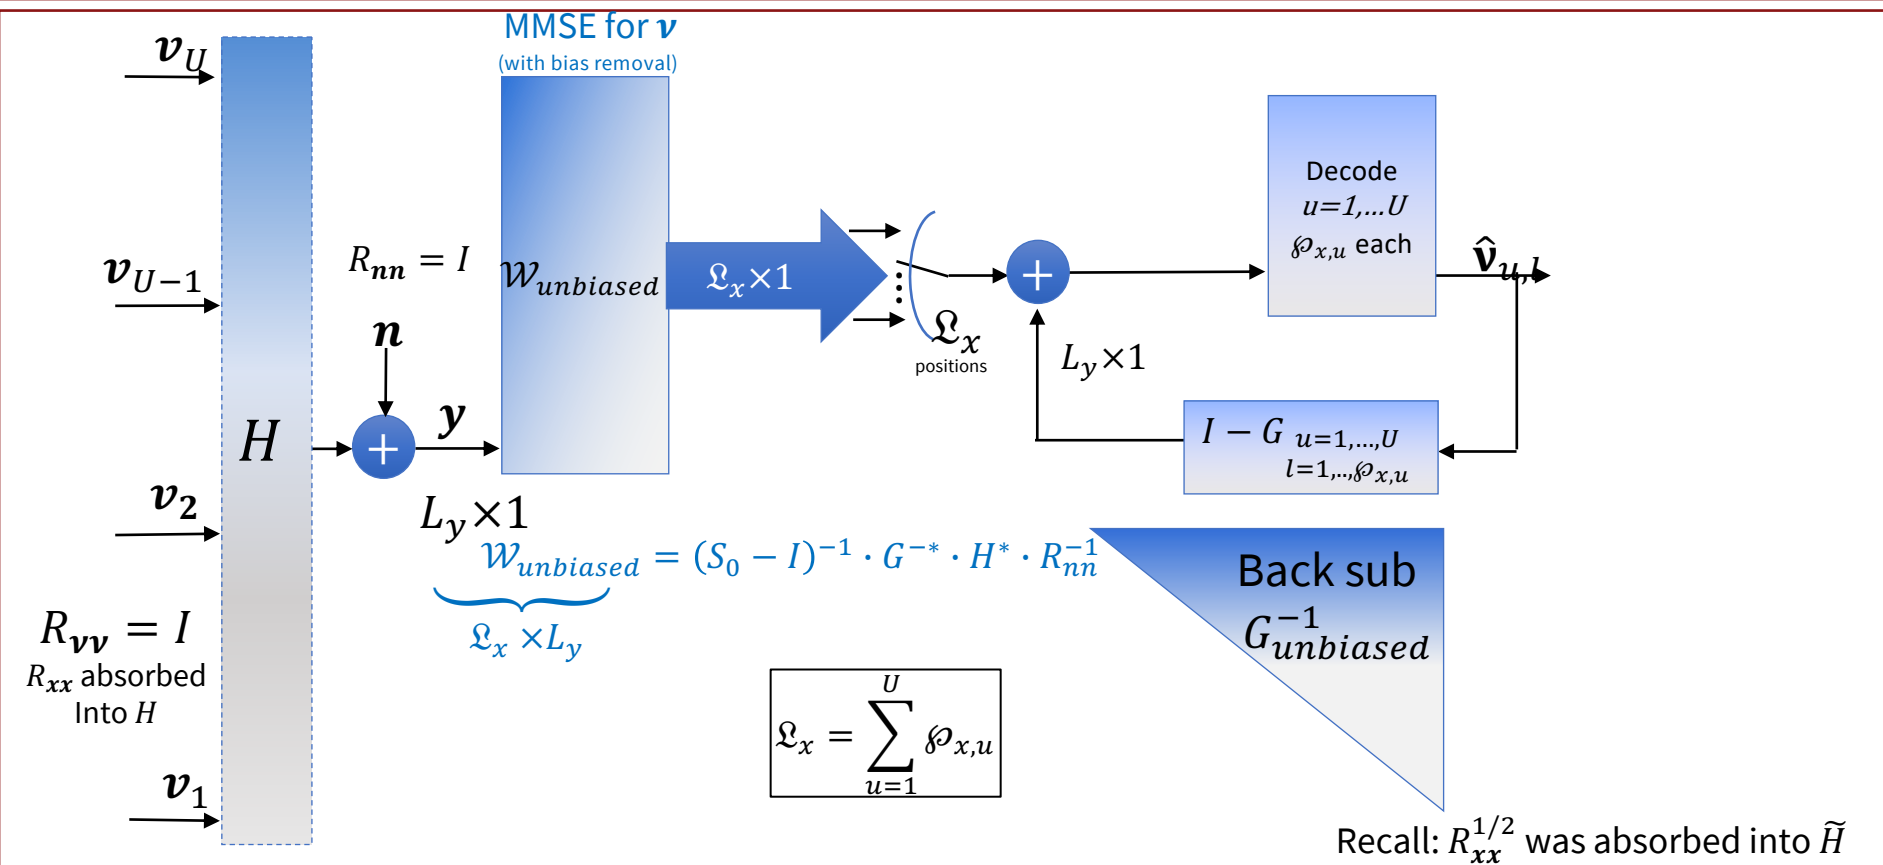 MMSE for 𝝂
(with bias removal)
𝒗_U
𝒗_{U−1}
𝒗_2
𝒗_1
H
R_{𝝂𝝂} = I
R_{𝒙𝒙} absorbed
Into H
R_{𝒏𝒏} = I
𝒏
+
𝒚
L_y×1
𝒲_{unbiased}
𝔏_x×1
𝔏_x
positions
+
L_y×1
Decode
u=1,...U
℘_{x,u} each
𝐯̂_{u,l}
I − G u=1,...,U
l=1,..,℘_{x,u}
𝒲_{unbiased} = (S_0 − I)^{−1} · G^{−*} · H^* · R_{nn}^{−1}
𝔏_x ×L_y
Back sub
G_{unbiased}^{−1}
𝔏_x = ∑_{u=1}^{U} ℘_{x,u}
Recall: R_{𝒙𝒙}^{1/2} was absorbed into H̃